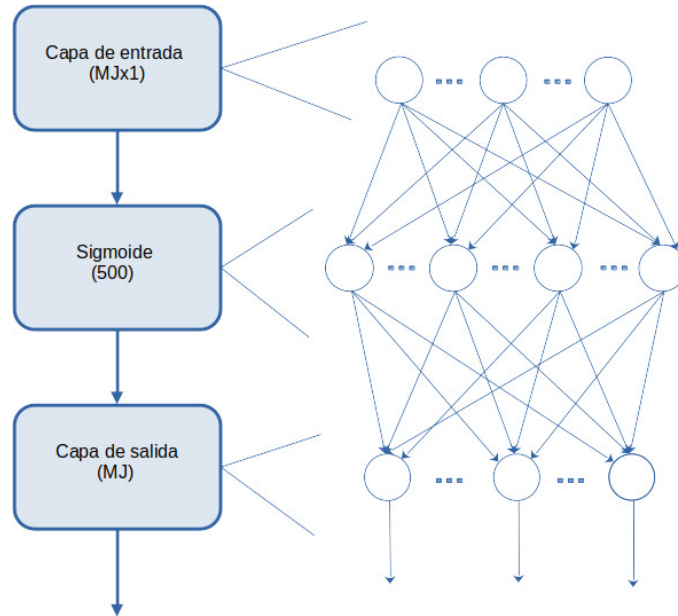 Capa de entrada
(MJx1)
Sigmoide
(500)
Capa de salida
(MJ)